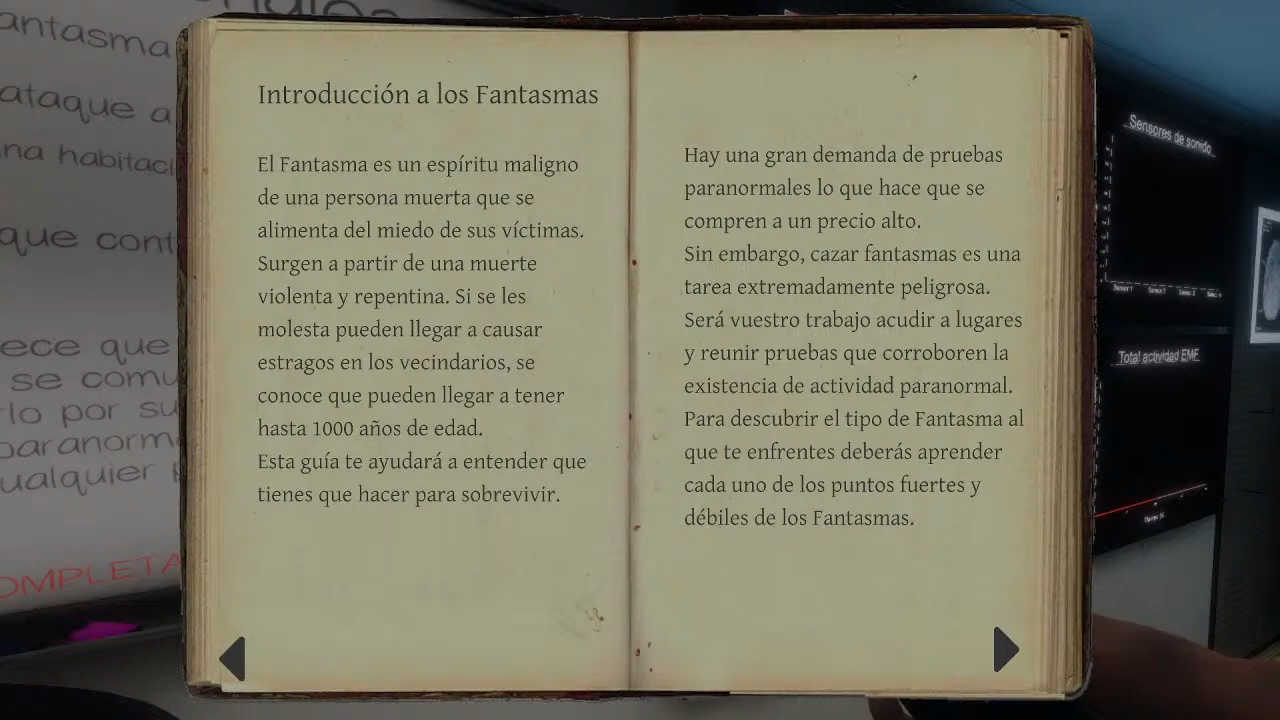 antasma
ataque a
na habitaci
que cont
ece que
se comu
rlo por su
paranorm
ualquier
OMPLETA
Introducción a los Fantasmas
El Fantasma es un espíritu maligno
de una persona muerta que se
alimenta del miedo de sus víctimas.
Surgen a partir de una muerte
violenta y repentina. Si se les
molesta pueden llegar a causar
estragos en los vecindarios, se
conoce que pueden llegar a tener
hasta 1000 años de edad.
Esta guía te ayudará a entender que
tienes que hacer para sobrevivir.
Hay una gran demanda de pruebas
paranormales lo que hace que se
compren a un precio alto.
Sin embargo, cazar fantasmas es una
tarea extremadamente peligrosa.
Será vuestro trabajo acudir a lugares
y reunir pruebas que corroboren la
existencia de actividad paranormal.
Para descubrir el tipo de Fantasma al
que te enfrentes deberás aprender
cada uno de los puntos fuertes y
débiles de los Fantasmas.
Sensores de sonido
Total actividad EMF